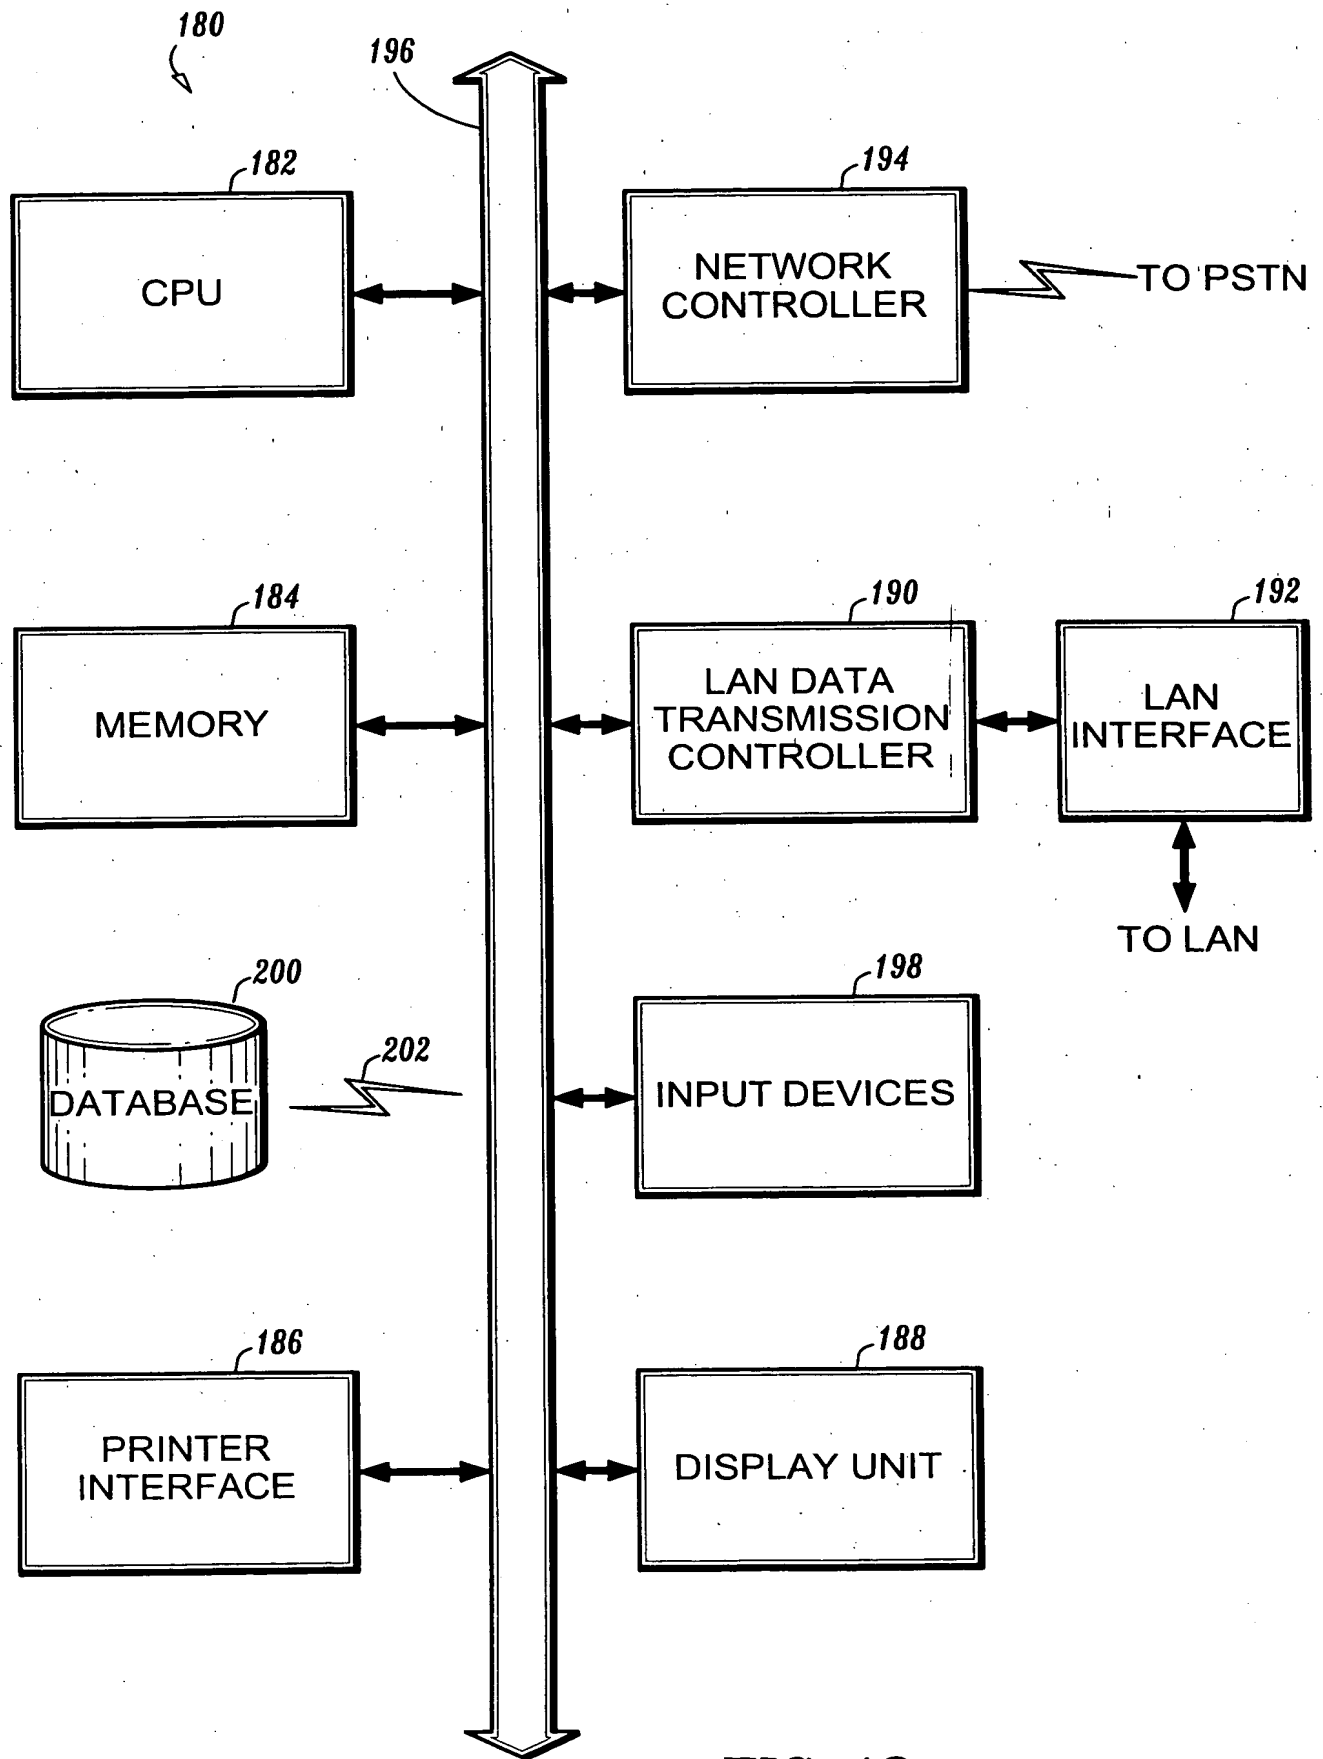 180
196
182
CPU
194
NETWORK
CONTROLLER
TO PSTN
184
MEMORY
190
LAN DATA
TRANSMISSION
CONTROLLER
192
LAN
INTERFACE
TO LAN
200
DATABASE
202
198
INPUT DEVICES
186
PRINTER
INTERFACE
188
DISPLAY UNIT